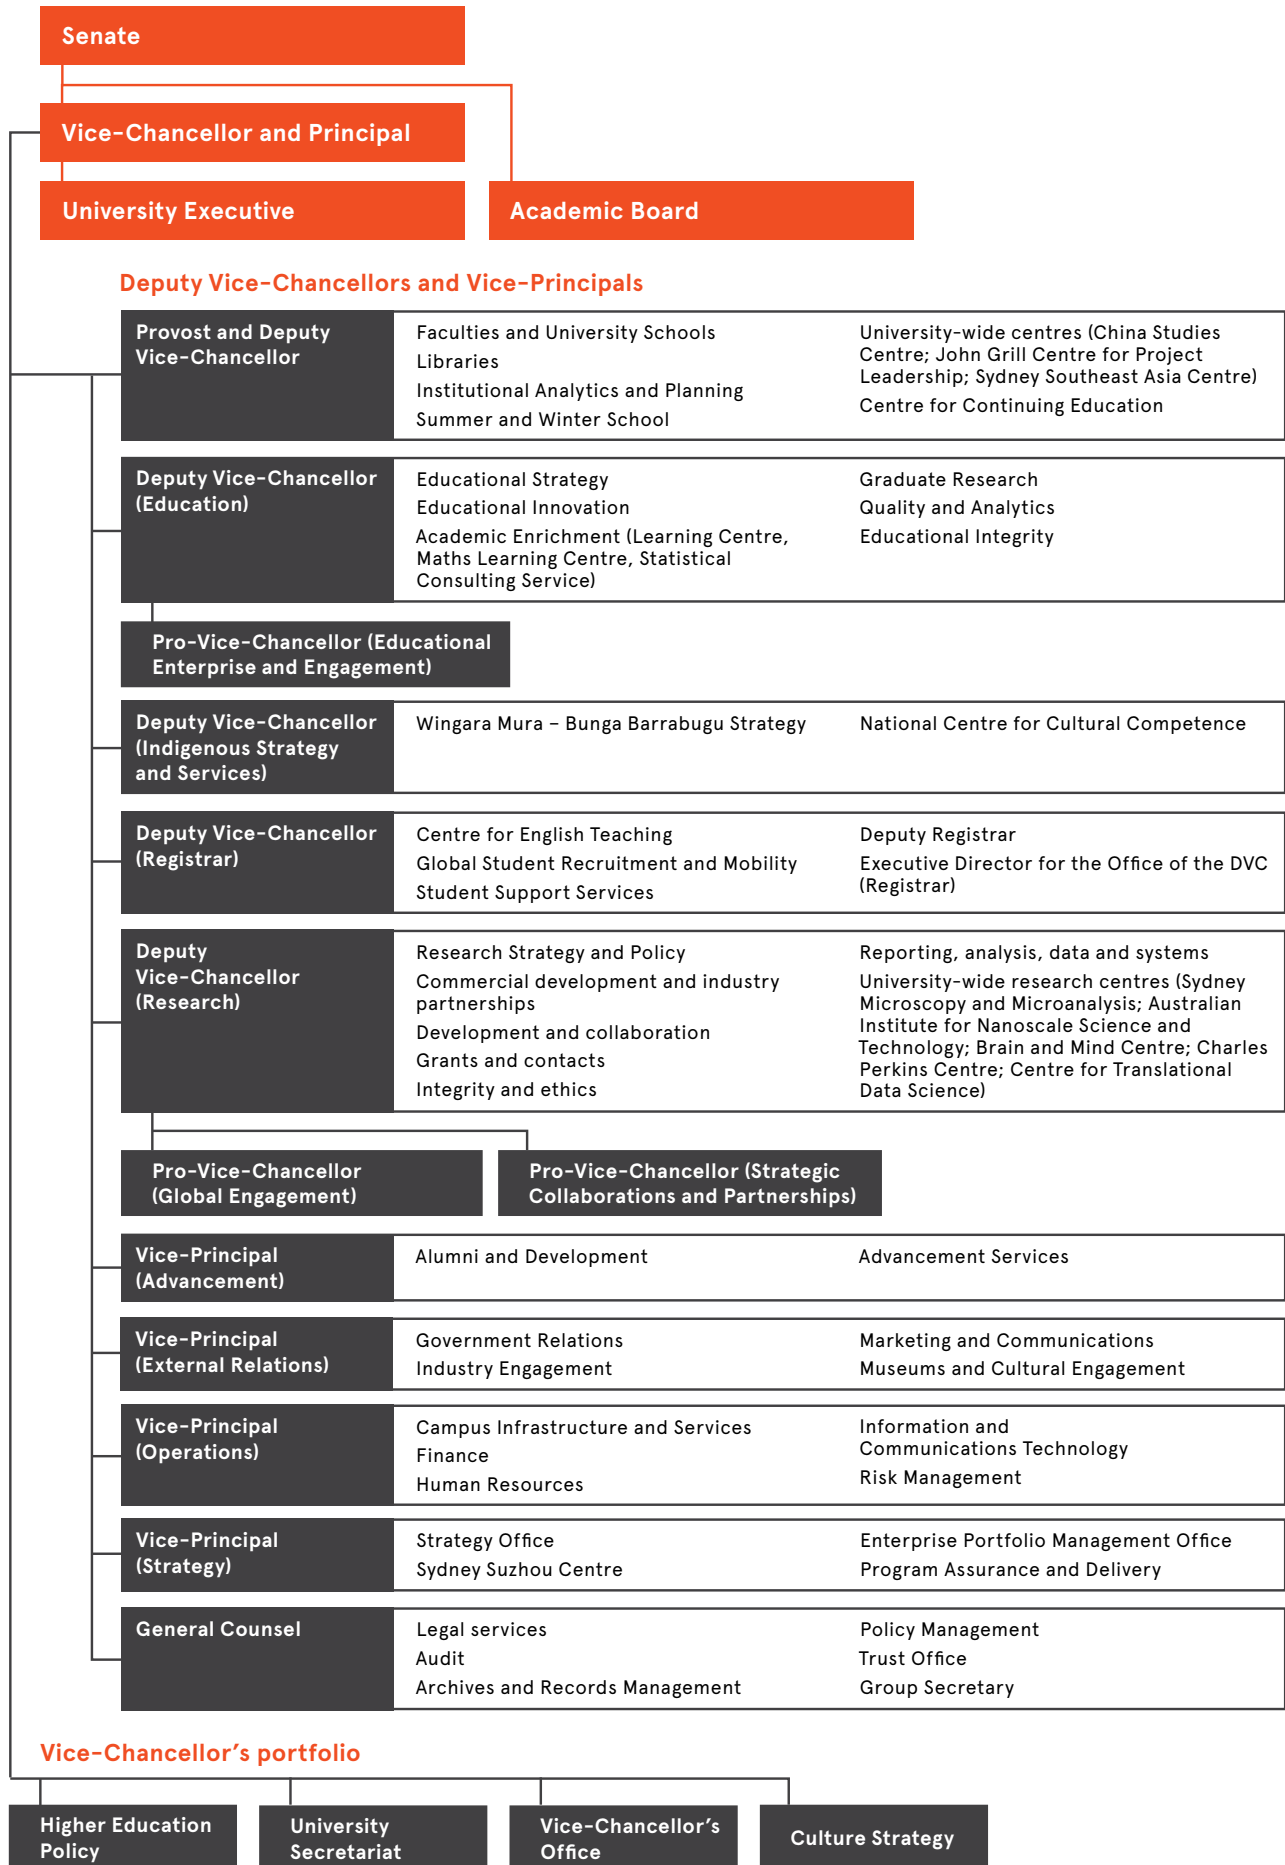 Senate
Vice-Chancellor and Principal
University Executive
Academic Board
Deputy Vice-Chancellors and Vice-Principals
Provost and Deputy
Vice-Chancellor
Faculties and University Schools
Libraries
Institutional Analytics and Planning
Summer and Winter School
University-wide centres (China Studies
Centre; John Grill Centre for Project
Leadership; Sydney Southeast Asia Centre)
Centre for Continuing Education
Deputy Vice-Chancellor
(Education)
Educational Strategy
Educational Innovation
Academic Enrichment (Learning Centre,
Maths Learning Centre, Statistical
Consulting Service)
Graduate Research
Quality and Analytics
Educational Integrity
Pro-Vice-Chancellor (Educational
Enterprise and Engagement)
Deputy Vice-Chancellor
(Indigenous Strategy
and Services)
Wingara Mura – Bunga Barrabugu Strategy
National Centre for Cultural Competence
Deputy Vice-Chancellor
(Registrar)
Centre for English Teaching
Global Student Recruitment and Mobility
Student Support Services
Deputy Registrar
Executive Director for the Office of the DVC
(Registrar)
Deputy
Vice-Chancellor
(Research)
Research Strategy and Policy
Commercial development and industry
partnerships
Development and collaboration
Grants and contacts
Integrity and ethics
Reporting, analysis, data and systems
University-wide research centres (Sydney
Microscopy and Microanalysis; Australian
Institute for Nanoscale Science and
Technology; Brain and Mind Centre; Charles
Perkins Centre; Centre for Translational
Data Science)
Pro-Vice-Chancellor
(Global Engagement)
Pro-Vice-Chancellor (Strategic
Collaborations and Partnerships)
Vice-Principal
(Advancement)
Alumni and Development
Advancement Services
Vice-Principal
(External Relations)
Government Relations
Industry Engagement
Marketing and Communications
Museums and Cultural Engagement
Vice-Principal
(Operations)
Campus Infrastructure and Services
Finance
Human Resources
Information and
Communications Technology
Risk Management
Vice-Principal
(Strategy)
Strategy Office
Sydney Suzhou Centre
Enterprise Portfolio Management Office
Program Assurance and Delivery
General Counsel
Legal services
Audit
Archives and Records Management
Policy Management
Trust Office
Group Secretary
Vice-Chancellor's portfolio
Higher Education
Policy
University
Secretariat
Vice-Chancellor's
Office
Culture Strategy